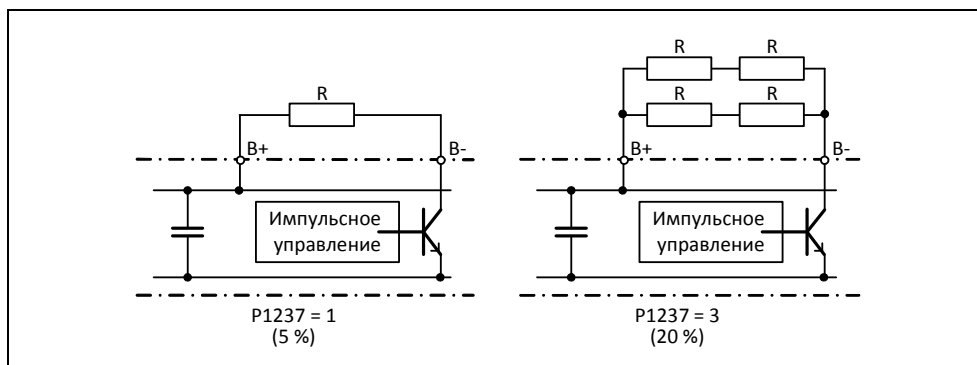 R
B+
B-
Импульсное
управление
P1237 = 1
(5 %)
R
R
R
R
B+
B-
Импульсное
управление
P1237 = 3
(20 %)